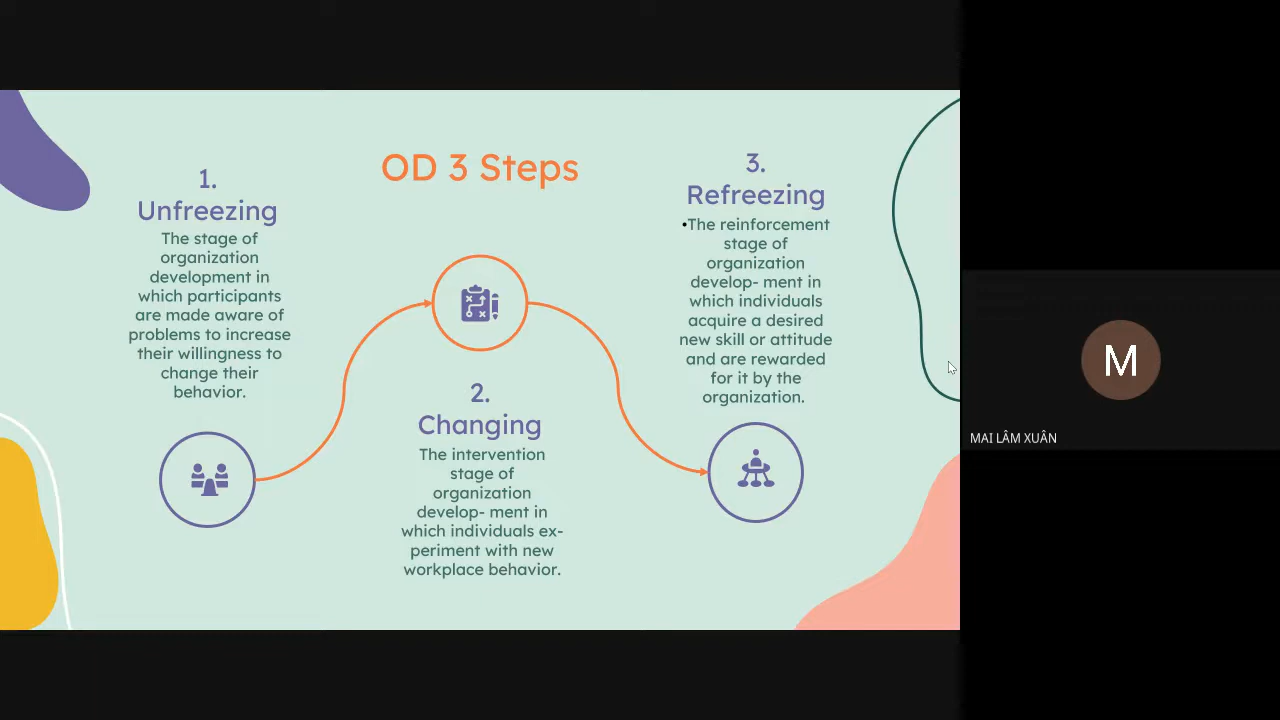 OD 3 Steps
1.
Unfreezing
The stage of
organization
development in
which participants
are made aware of
problems to increase
their willingness to
change their
behavior.
2.
Changing
The intervention
stage of
organization
develop- ment in
which individuals ex-
periment with new
workplace behavior.
3.
Refreezing
•The reinforcement
stage of
organization
develop- ment in
which individuals
acquire a desired
new skill or attitude
and are rewarded
for it by the
organization.
M
MAI LÂM XUÂN